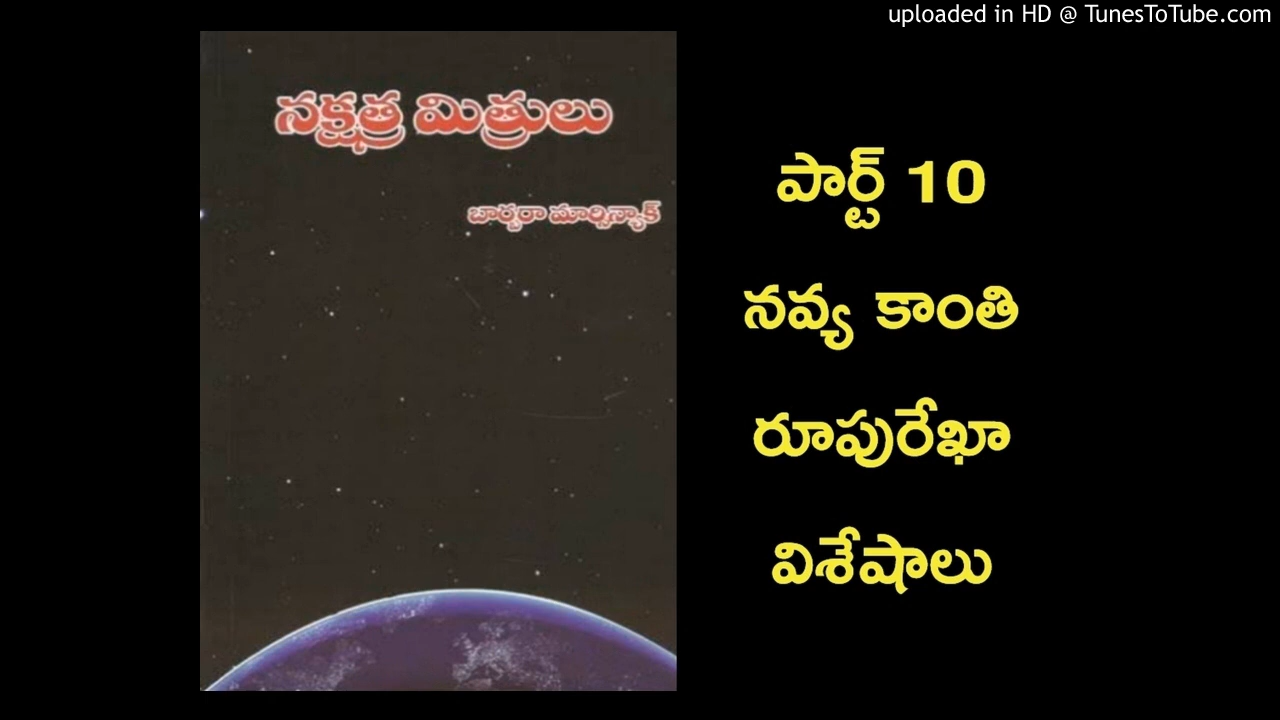 uploaded in HD @ TunesToTube.com
నక్షత్ర మిత్రులు
బార్బరా మార్సిన్యాక్
పార్ట్ 10
నవ్య కాంతి
రూపురేఖా
విశేషాలు